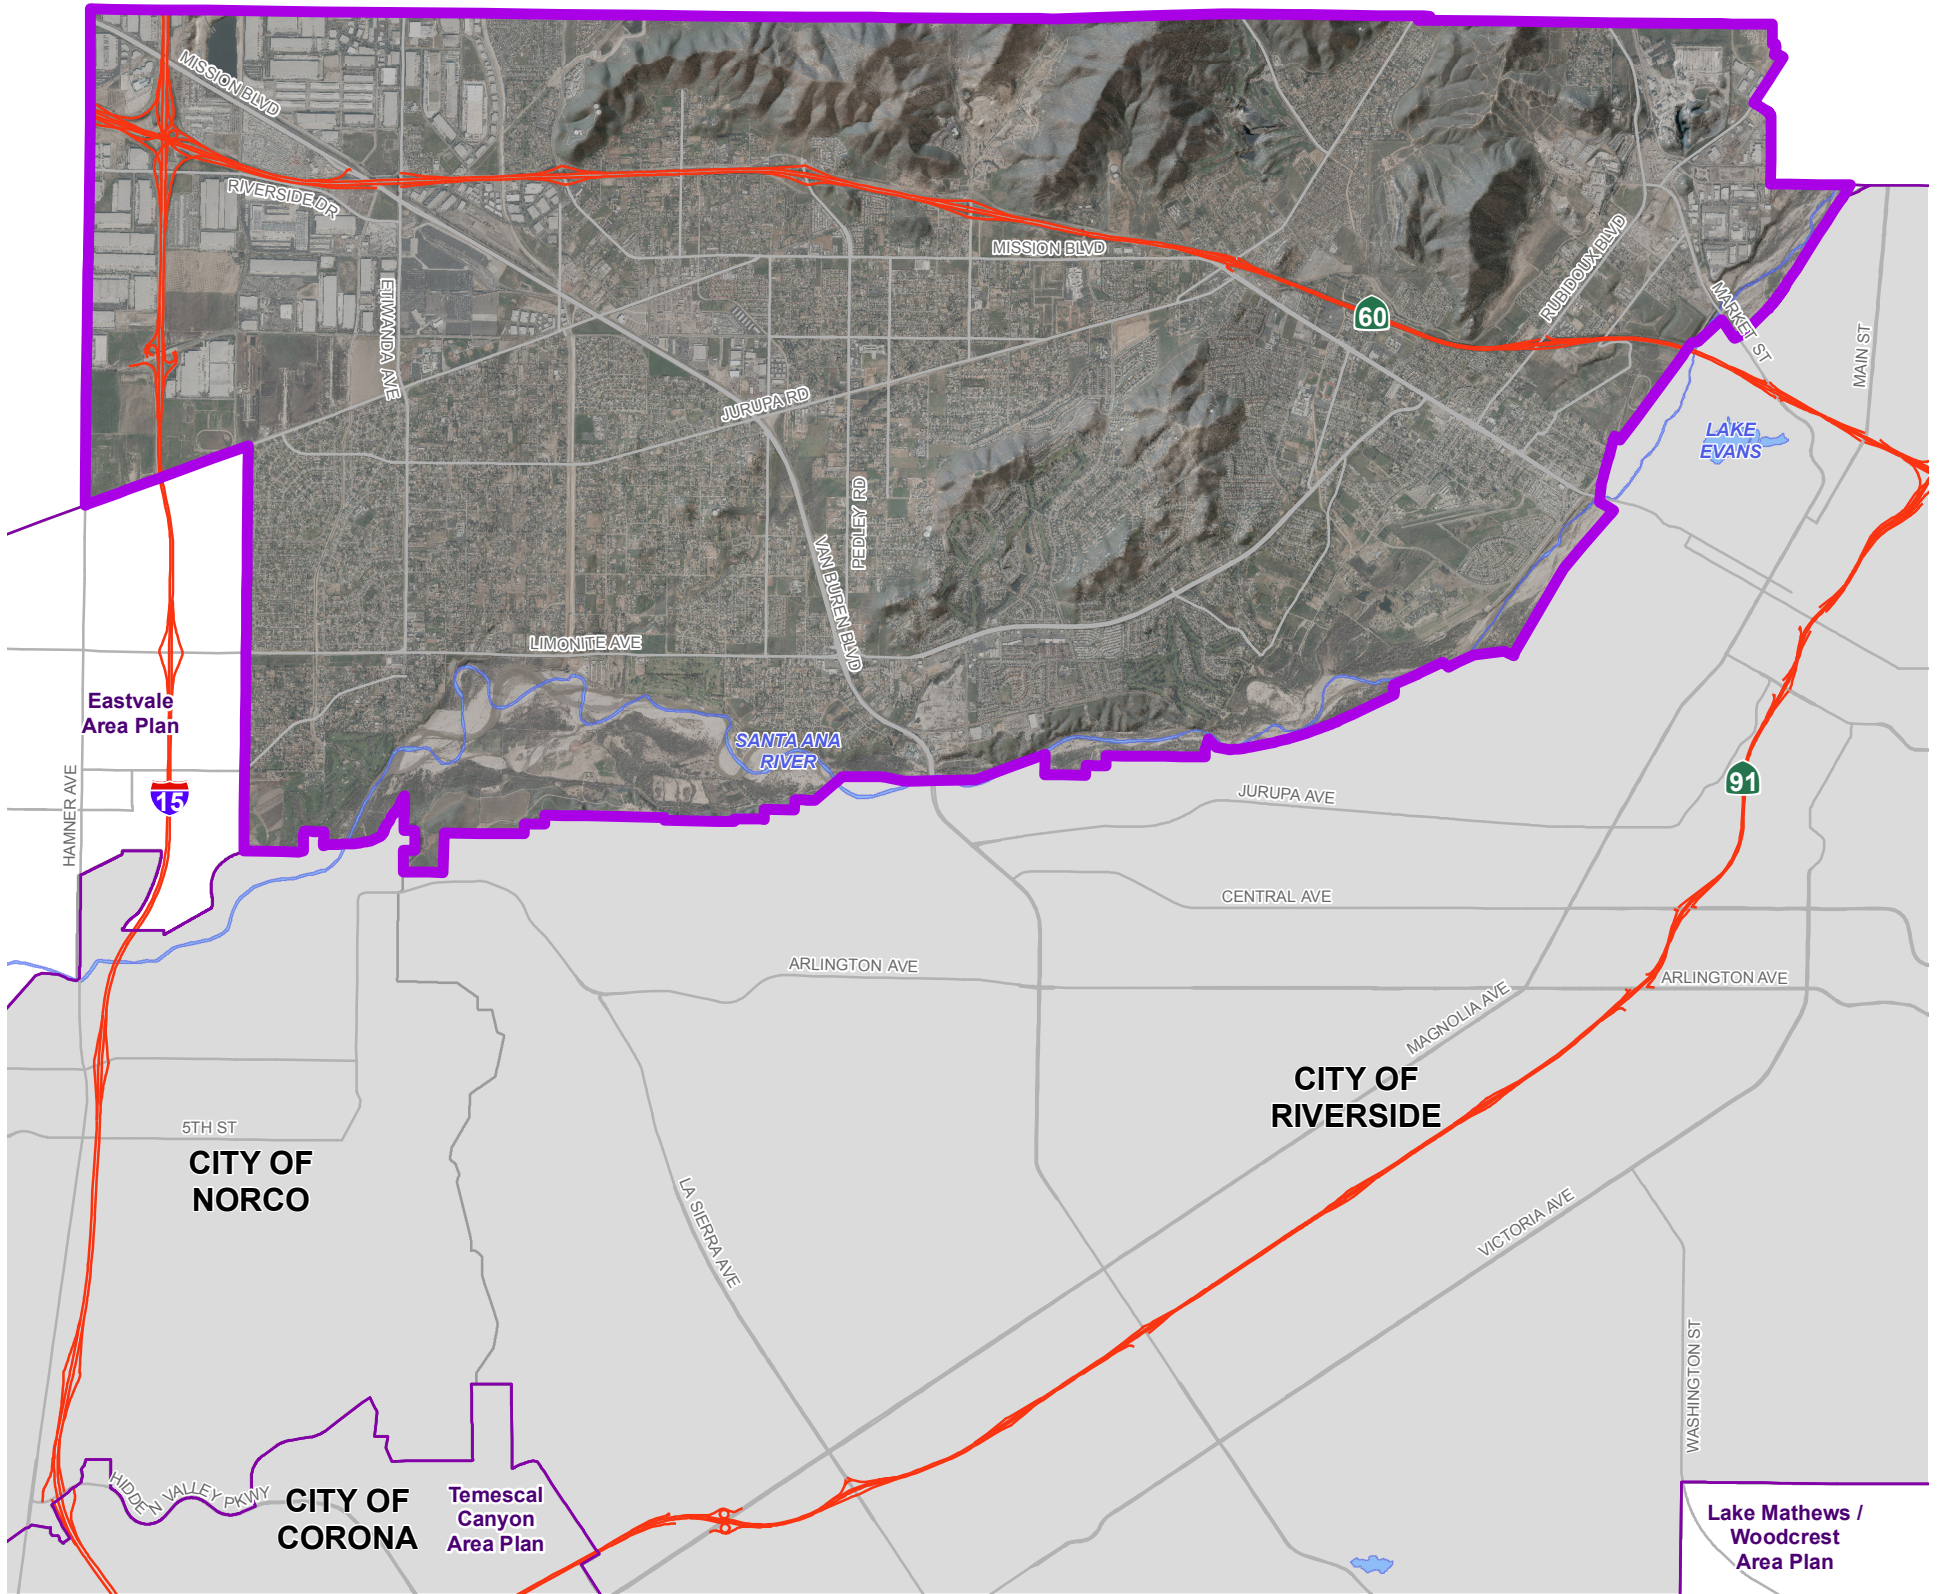 MISSION BLVD
RIVERSIDE DR
MISSION BLVD
ETIWANDA AVE
RUBIDOUX BLVD
60
MARKET ST
MAIN ST
JURUPA RD
LAKE
EVANS
PEDLEY RD
VAN BUREN BLVD
LIMONITE AVE
Eastvale
Area Plan
SANTA ANA
RIVER
15
HAMNER AVE
91
JURUPA AVE
CENTRAL AVE
ARLINGTON AVE
ARLINGTON AVE
MAGNOLIA AVE
CITY OF
RIVERSIDE
5TH ST
CITY OF
NORCO
LA SIERRA AVE
VICTORIA AVE
WASHINGTON ST
HIDDEN VALLEY PKWY
CITY OF
CORONA
Temescal
Canyon
Area Plan
Lake Mathews /
Woodcrest
Area Plan